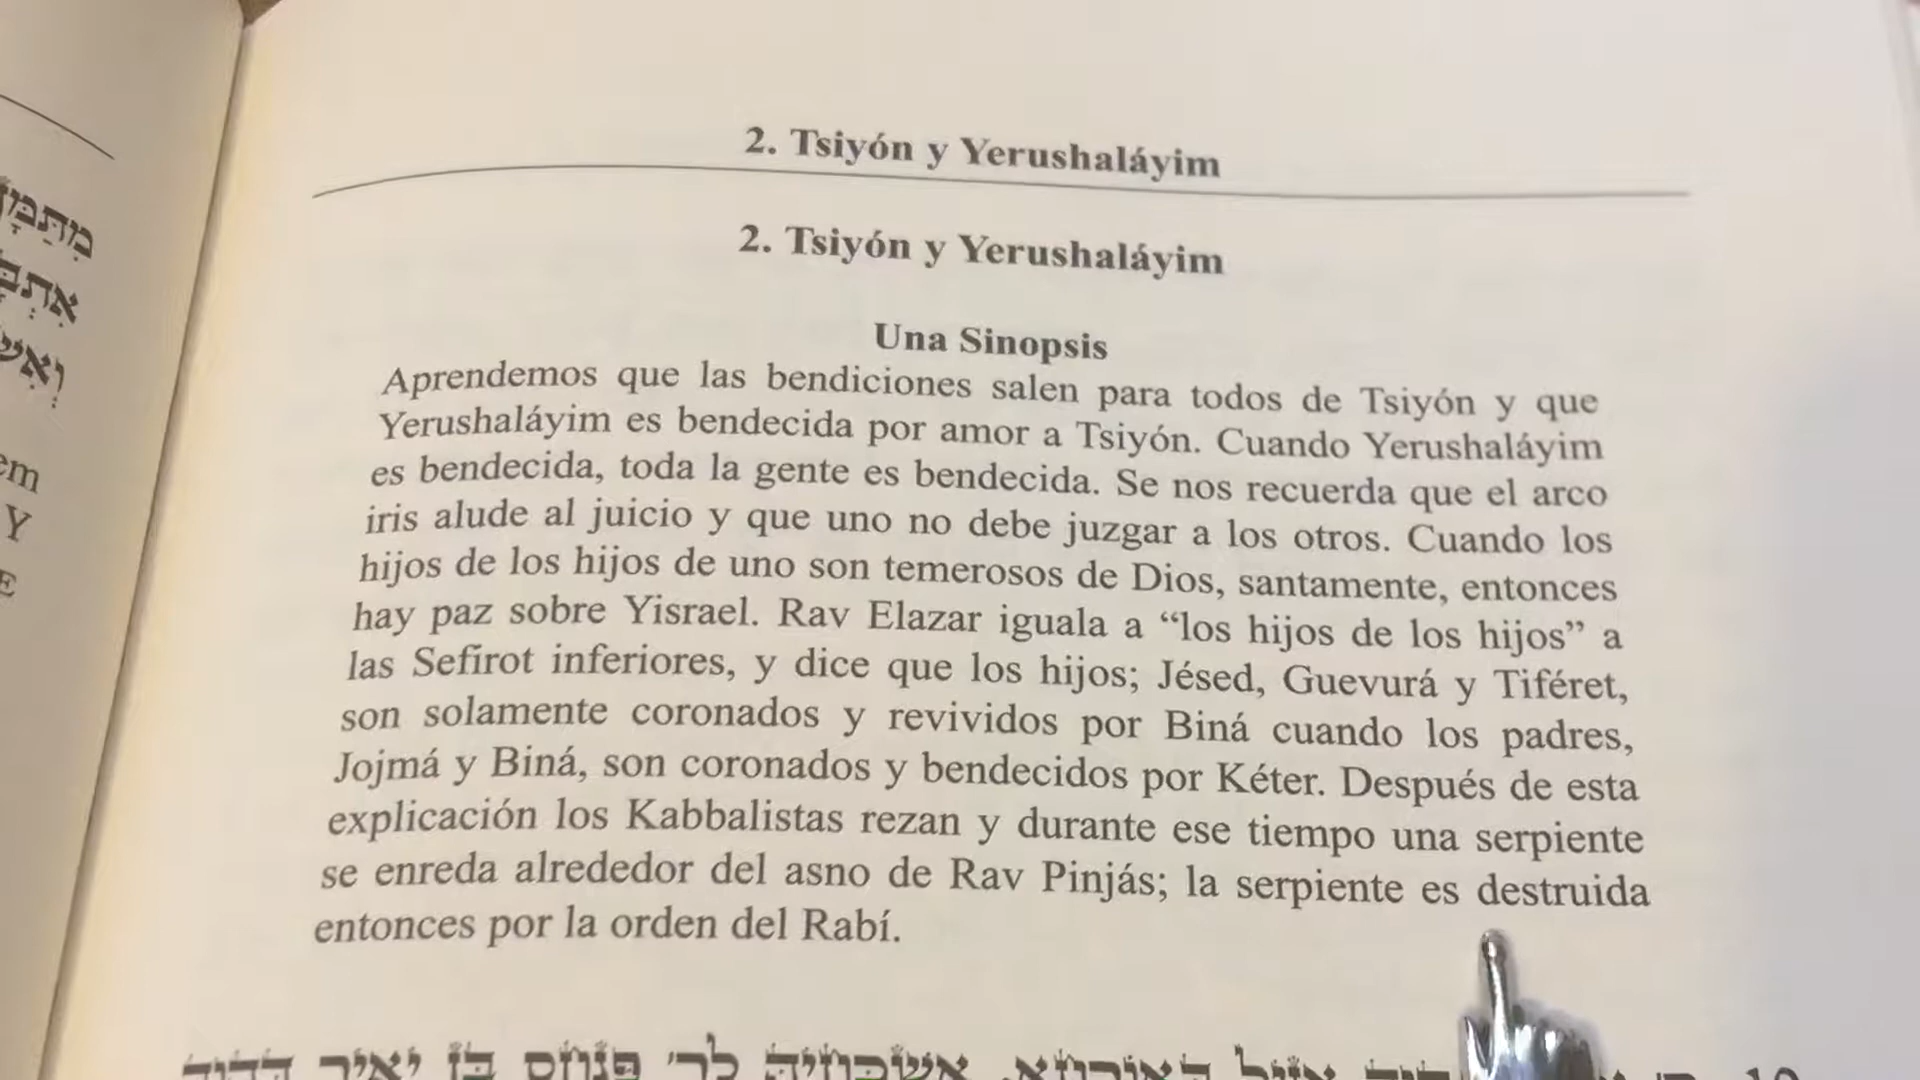 2. Tsiyón y Yerushaláyim
2. Tsiyón y Yerushaláyim
Una Sinopsis
Aprendemos que las bendiciones salen para todos de Tsiyón y que
Yerushaláyim es bendecida por amor a Tsiyón. Cuando Yerushaláyim
es bendecida, toda la gente es bendecida. Se nos recuerda que el arco
iris alude al juicio y que uno no debe juzgar a los otros. Cuando los
hijos de los hijos de uno son temerosos de Dios, santamente, entonces
hay paz sobre Yisrael. Rav Elazar iguala a “los hijos de los hijos” a
las Sefirot inferiores, y dice que los hijos; Jésed, Guevurá y Tiféret,
son solamente coronados y revividos por Biná cuando los padres,
Jojmá y Biná, son coronados y bendecidos por Kéter. Después de esta
explicación los Kabbalistas rezan y durante ese tiempo una serpiente
se enreda alrededor del asno de Rav Pinjás; la serpiente es destruida
entonces por la orden del Rabí.